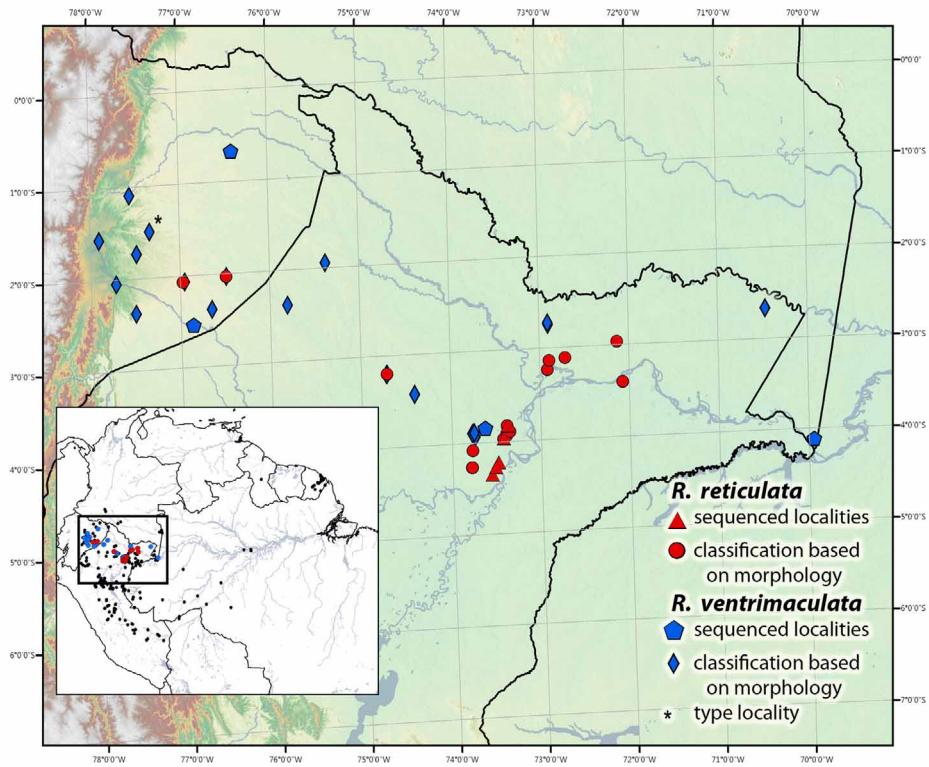 78°0'0"W 77°0'0"W 76°0'0"W 75°0'0"W 74°0'0"W 73°0'0"W 72°0'0"W 71°0'0"W 70°0'0"W
0°0'0"
0°0'0"
1°0'0"S
1°0'0"S
2°0'0"S
2°0'0"S
3°0'0"S
3°0'0"S
4°0'0"S
4°0'0"S
5°0'0"S
5°0'0"S
6°0'0"S
6°0'0"S
7°0'0"S
*
R. reticulata
sequenced localities
classification based
on morphology
R. ventrimaculata
sequenced localities
classification based
on morphology
* type locality
78°0'0"W 77°0'0"W 76°0'0"W 75°0'0"W 74°0'0"W 73°0'0"W 72°0'0"W 71°0'0"W 70°0'0"W